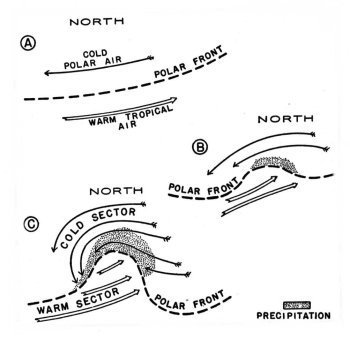 NORTH
A
COLD
POLAR AIR
POLAR FRONT
WARM TROPICAL
AIR
NORTH
B
POLAR FRONT
NORTH
C
COLD SECTOR
WARM SECTOR
POLAR FRONT
PRECIPITATION